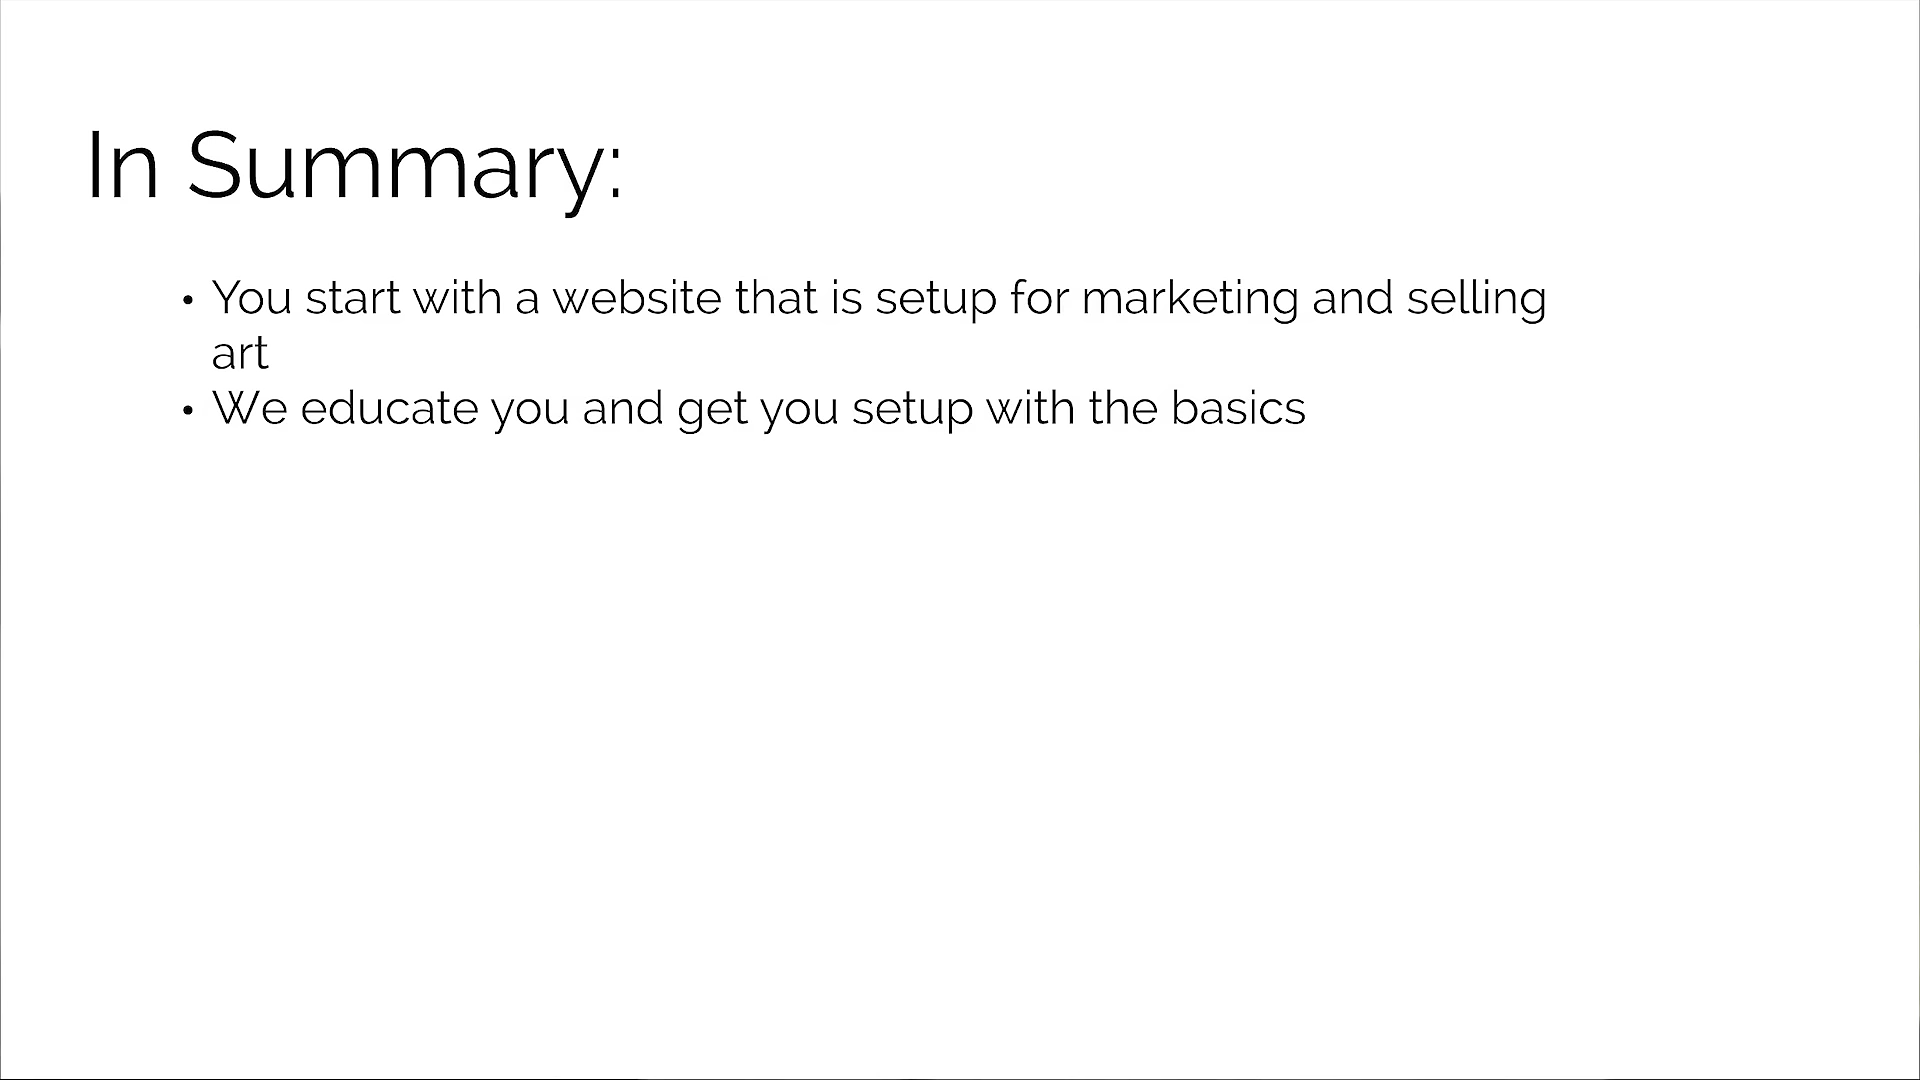 In Summary:
• You start with a website that is setup for marketing and selling
art
• We educate you and get you setup with the basics